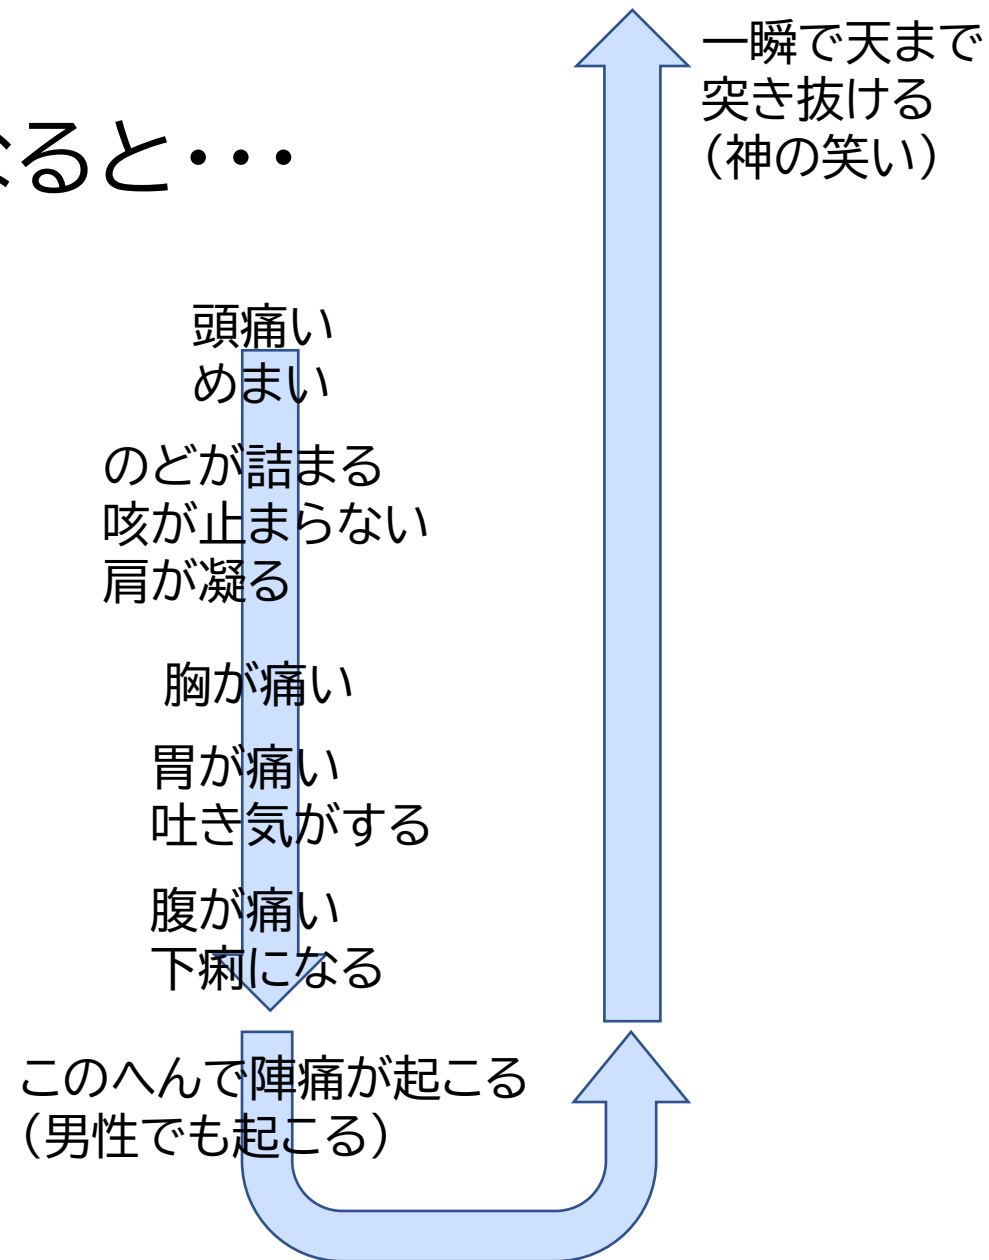 なると・・・
一瞬で天まで
突き抜ける
（神の笑い）
頭痛い
めまい
のどが詰まる
咳が止まらない
肩が凝る
胸が痛い
胃が痛い
吐き気がする
腹が痛い
下痢になる
このへんで陣痛が起こる
（男性でも起こる）